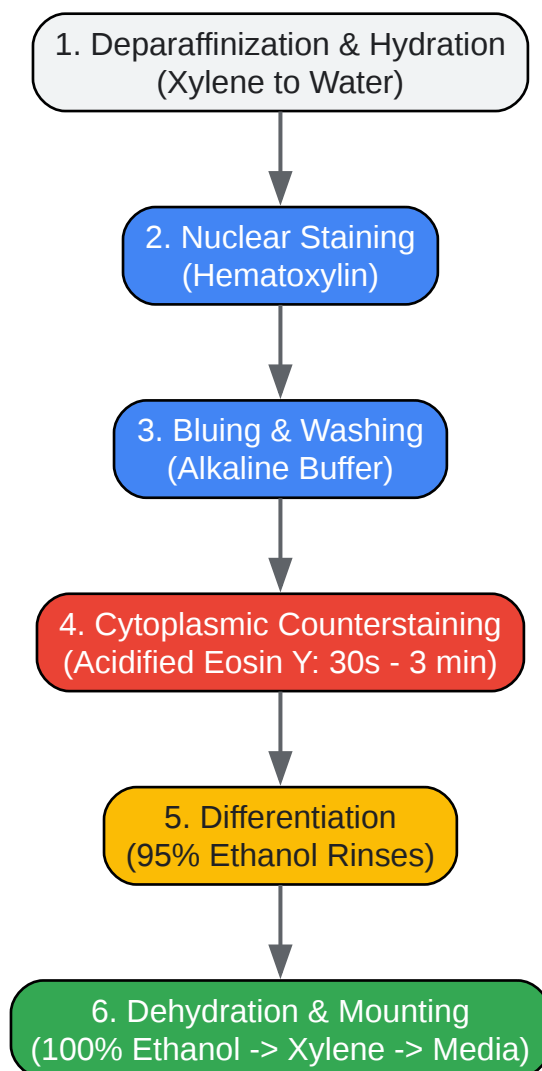 1. Deparaffinization & Hydration
(Xylene to Water)
2. Nuclear Staining
(Hematoxylin)
3. Bluing & Washing
(Alkaline Buffer)
4. Cytoplasmic Counterstaining
(Acidified Eosin Y: 30s - 3 min)
5. Differentiation
(95% Ethanol Rinses)
6. Dehydration & Mounting
(100% Ethanol -> Xylene -> Media)